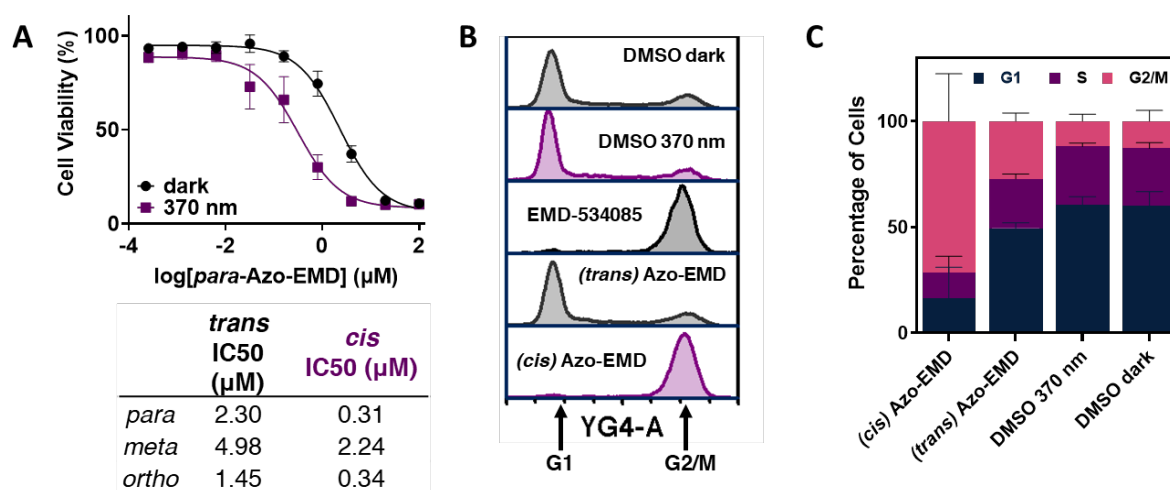 A
100
50
0
Cell Viability (%)
dark
370 nm
-4
-2
0
2
log[para-Azo-EMD] (µM)
trans IC50 (µM)
cis IC50 (µM)
para 2.30 0.31
meta 4.98 2.24
ortho 1.45 0.34
B
DMSO dark
DMSO 370 nm
EMD-534085
(trans) Azo-EMD
(cis) Azo-EMD
YG4-A
G1
G2/M
C
G1 S G2/M
100
50
0
Percentage of Cells
(cis) Azo-EMD
(trans) Azo-EMD
DMSO 370 nm
DMSO dark